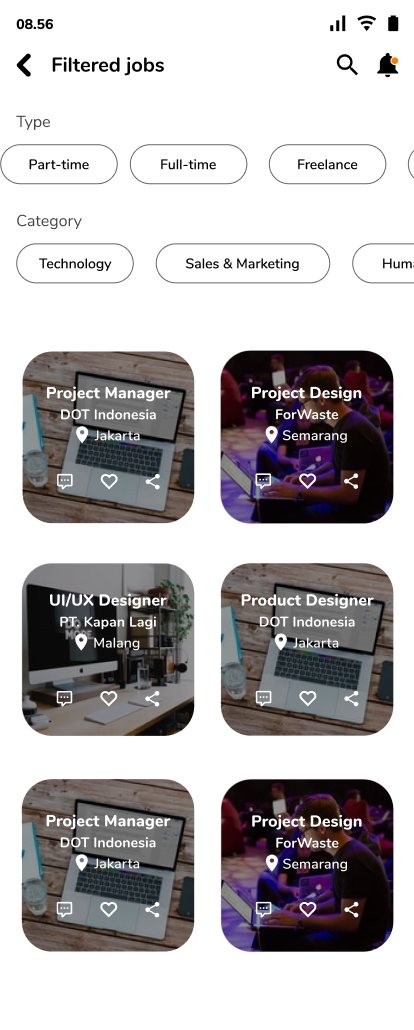 08.56
Filtered jobs
Type
Part-time
Full-time
Freelance
Category
Technology
Sales & Marketing
Huma
Project Manager
DOT Indonesia
Jakarta
Project Design
ForWaste
Semarang
UI/UX Designer
PT. Kapan Lagi
Malang
Product Designer
DOT Indonesia
Jakarta
Project Manager
DOT Indonesia
Jakarta
Project Design
ForWaste
Semarang